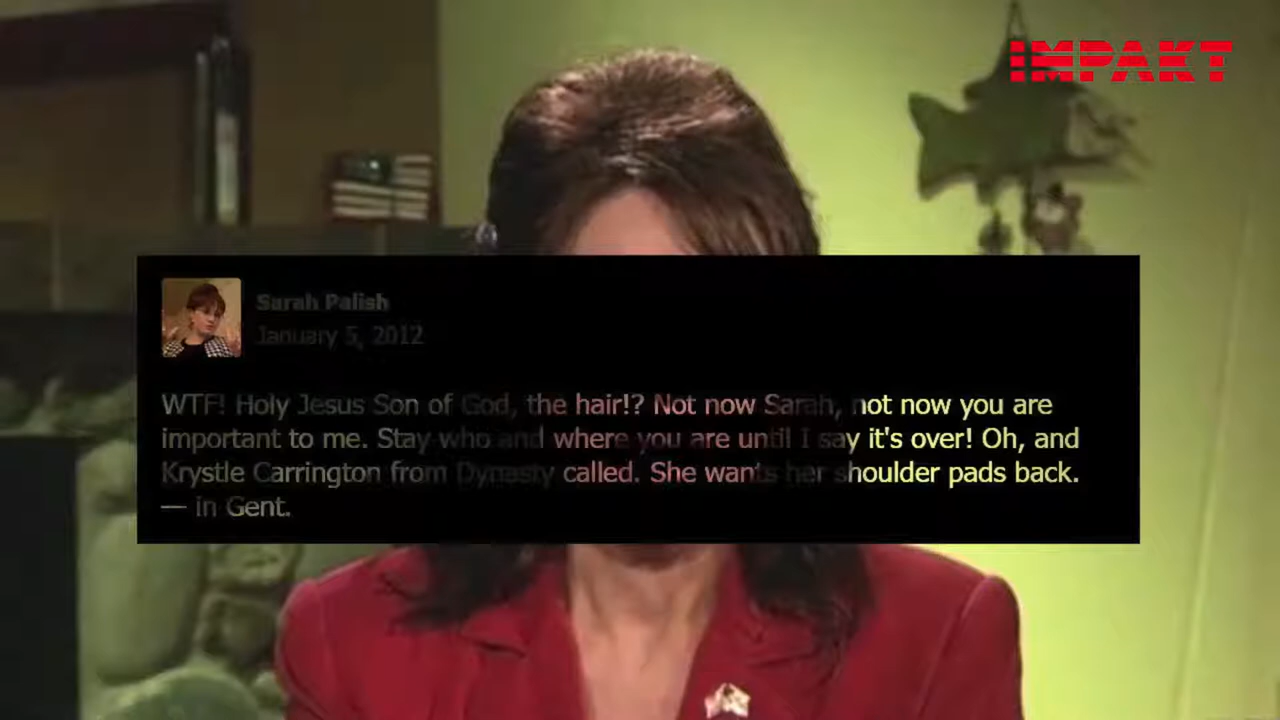 IMPAKT
Sarah Palish
January 5, 2012
WTF! Holy Jesus Son of God, the hair!? Not now Sarah, not now you are
important to me. Stay who and where you are until I say it's over! Oh, and
Krystle Carrington from Dynasty called. She wants her shoulder pads back.
— in Gent.